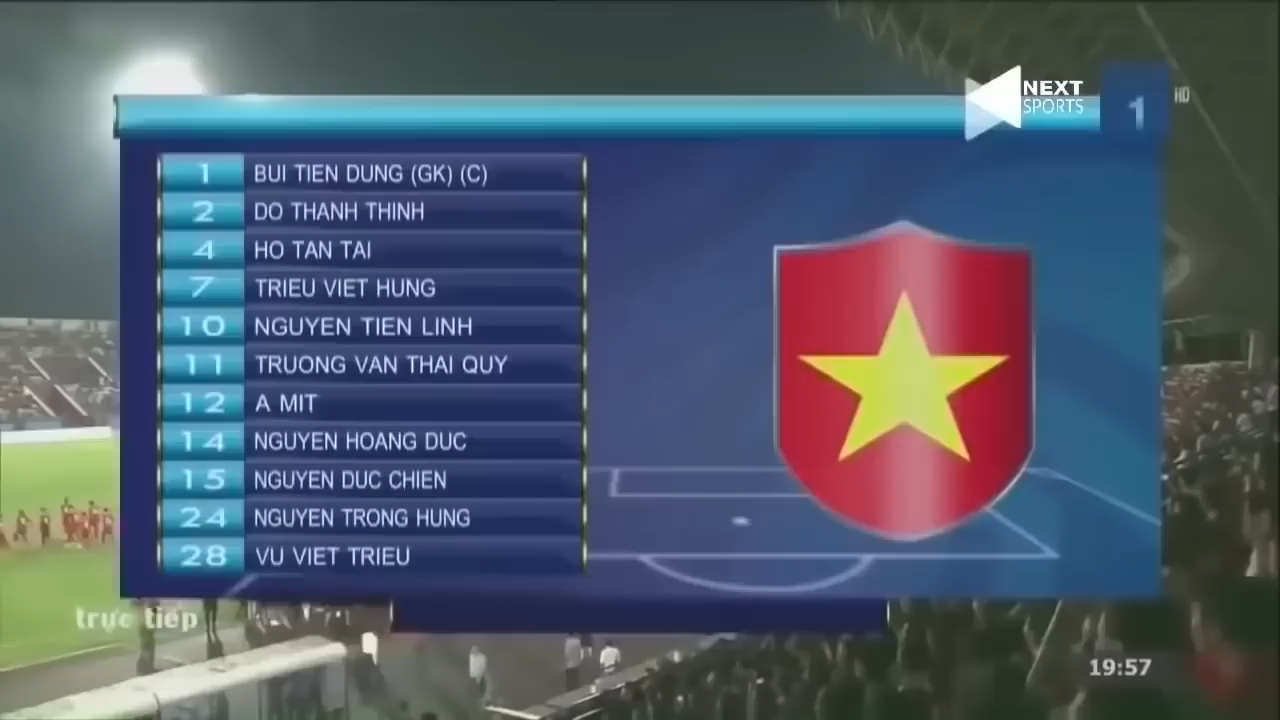 NEXT
SPORTS
1
HD
1 BUI TIEN DUNG (GK) (C)
2 DO THANH THINH
4 HO TAN TAI
7 TRIEU VIET HUNG
10 NGUYEN TIEN LINH
11 TRUONG VAN THAI QUY
12 A MIT
14 NGUYEN HOANG DUC
15 NGUYEN DUC CHIEN
24 NGUYEN TRONG HUNG
28 VU VIET TRIEU
trực tiếp
19:57